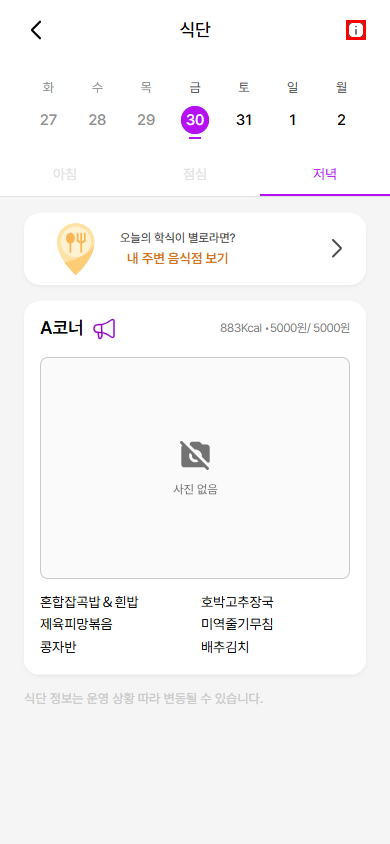 식단
화 수 목 금 토 일 월
27 28 29 30 31 1 2
아침 점심 저녁
오늘의 학식이 별로라면?
내 주변 음식점 보기
A코너 883Kcal •5000원/ 5000원
사진 없음
혼합잡곡밥&흰밥 호박고추장국
제육피망볶음 미역줄기무침
콩자반 배추김치
식단 정보는 운영 상황 따라 변동될 수 있습니다.